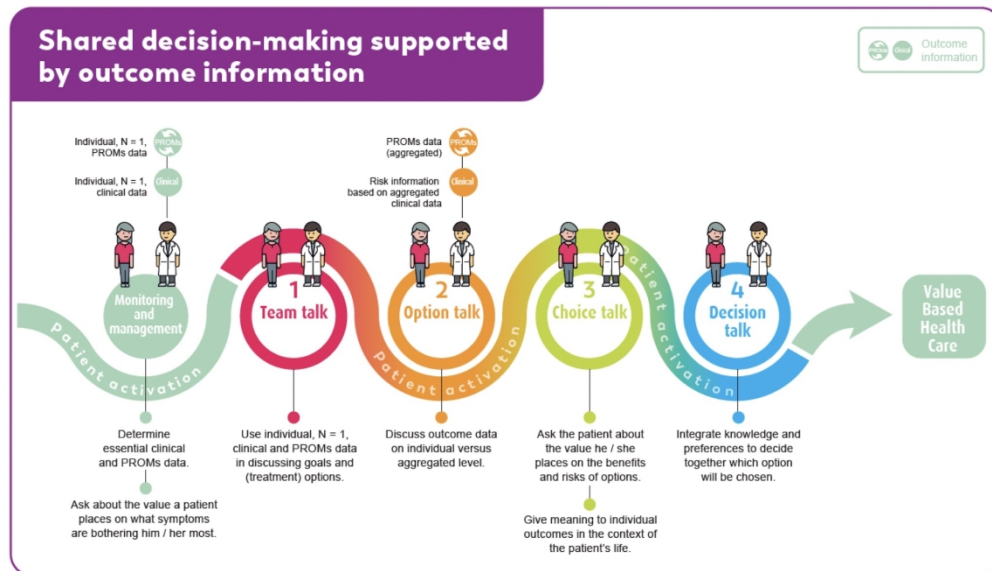 Shared decision-making supported
by outcome information
PROMs
Clinical
Outcome
information
Individual, N = 1,
PROMs data
PROMs
Individual, N = 1,
clinical data
Clinical
PROMs data
(aggregated)
PROMs
Risk information
based on aggregated
clinical data
Clinical
Monitoring
and
management
1
Team talk
2
Option talk
3
Choice talk
4
Decision
talk
Value
Based
Health
Care
Patient activation
Patient activation
Patient activation
Determine
essential clinical
and PROMs data.
Ask about the value a patient
places on what symptoms
are bothering him / her most.
Use individual, N = 1,
clinical and PROMs data
in discussing goals and
(treatment) options.
Discuss outcome data
on individual versus
aggregated level.
Ask the patient about
the value he / she
places on the benefits
and risks of options.
Give meaning to individual
outcomes in the context of
the patient's life.
Integrate knowledge and
preferences to decide
together which option
will be chosen.